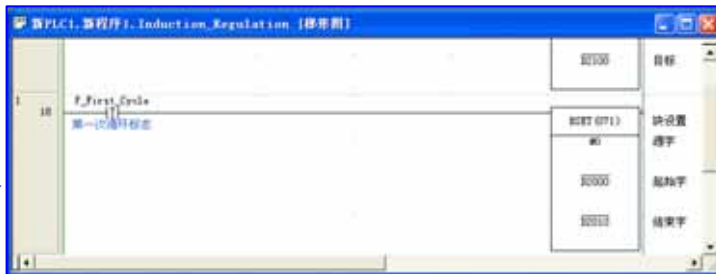 新PLC1.新程序1.Induction_Regulation [梯形图]
D2100 目标
1
10
P_First_Cycle
第一次循环标志
BSET(071) 块设置
#0 源字
D2000 起始字
D2010 结束字